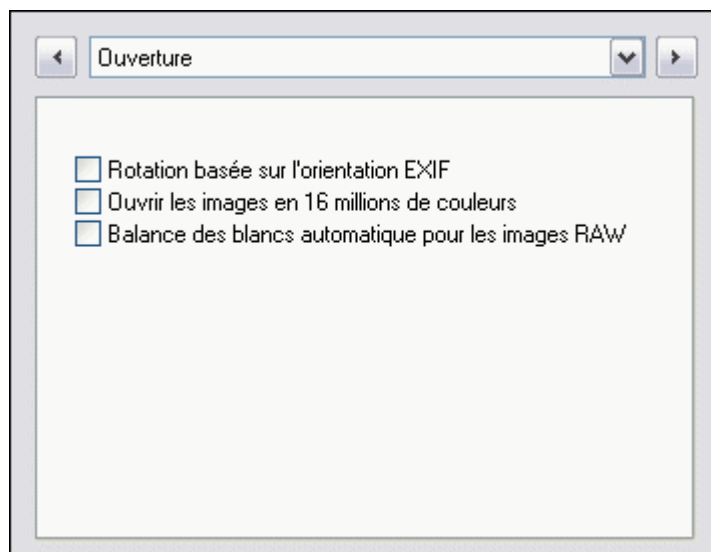 Ouverture
Rotation basée sur l'orientation EXIF
Ouvrir les images en 16 millions de couleurs
Balance des blancs automatique pour les images RAW